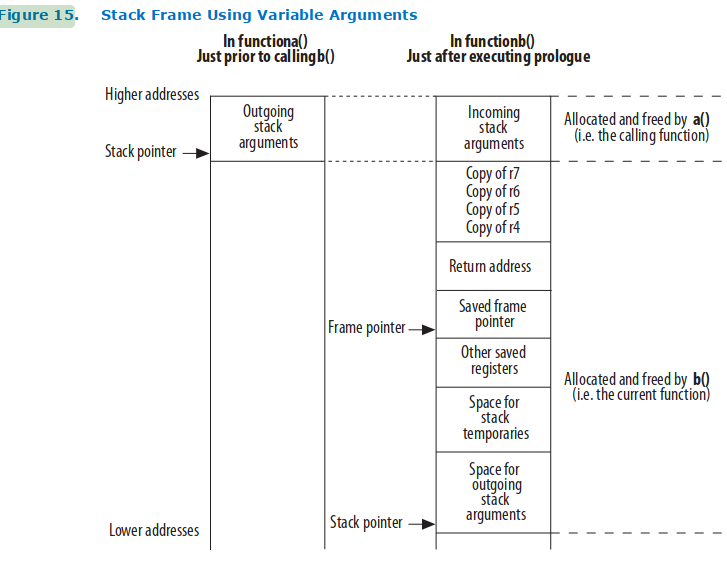 Figure 15. Stack Frame Using Variable Arguments
In functiona()
Just prior to callingb()
In functionb()
Just after executing prologue
Higher addresses
Outgoing
stack
arguments
Incoming
stack
arguments
Allocated and freed by a()
(i.e. the calling function)
Stack pointer
Copy of r7
Copy of r6
Copy of r5
Copy of r4
Return address
Saved frame
pointer
Frame pointer
Other saved
registers
Allocated and freed by b()
(i.e. the current function)
Space for
stack
temporaries
Space for
outgoing
stack
arguments
Stack pointer
Lower addresses